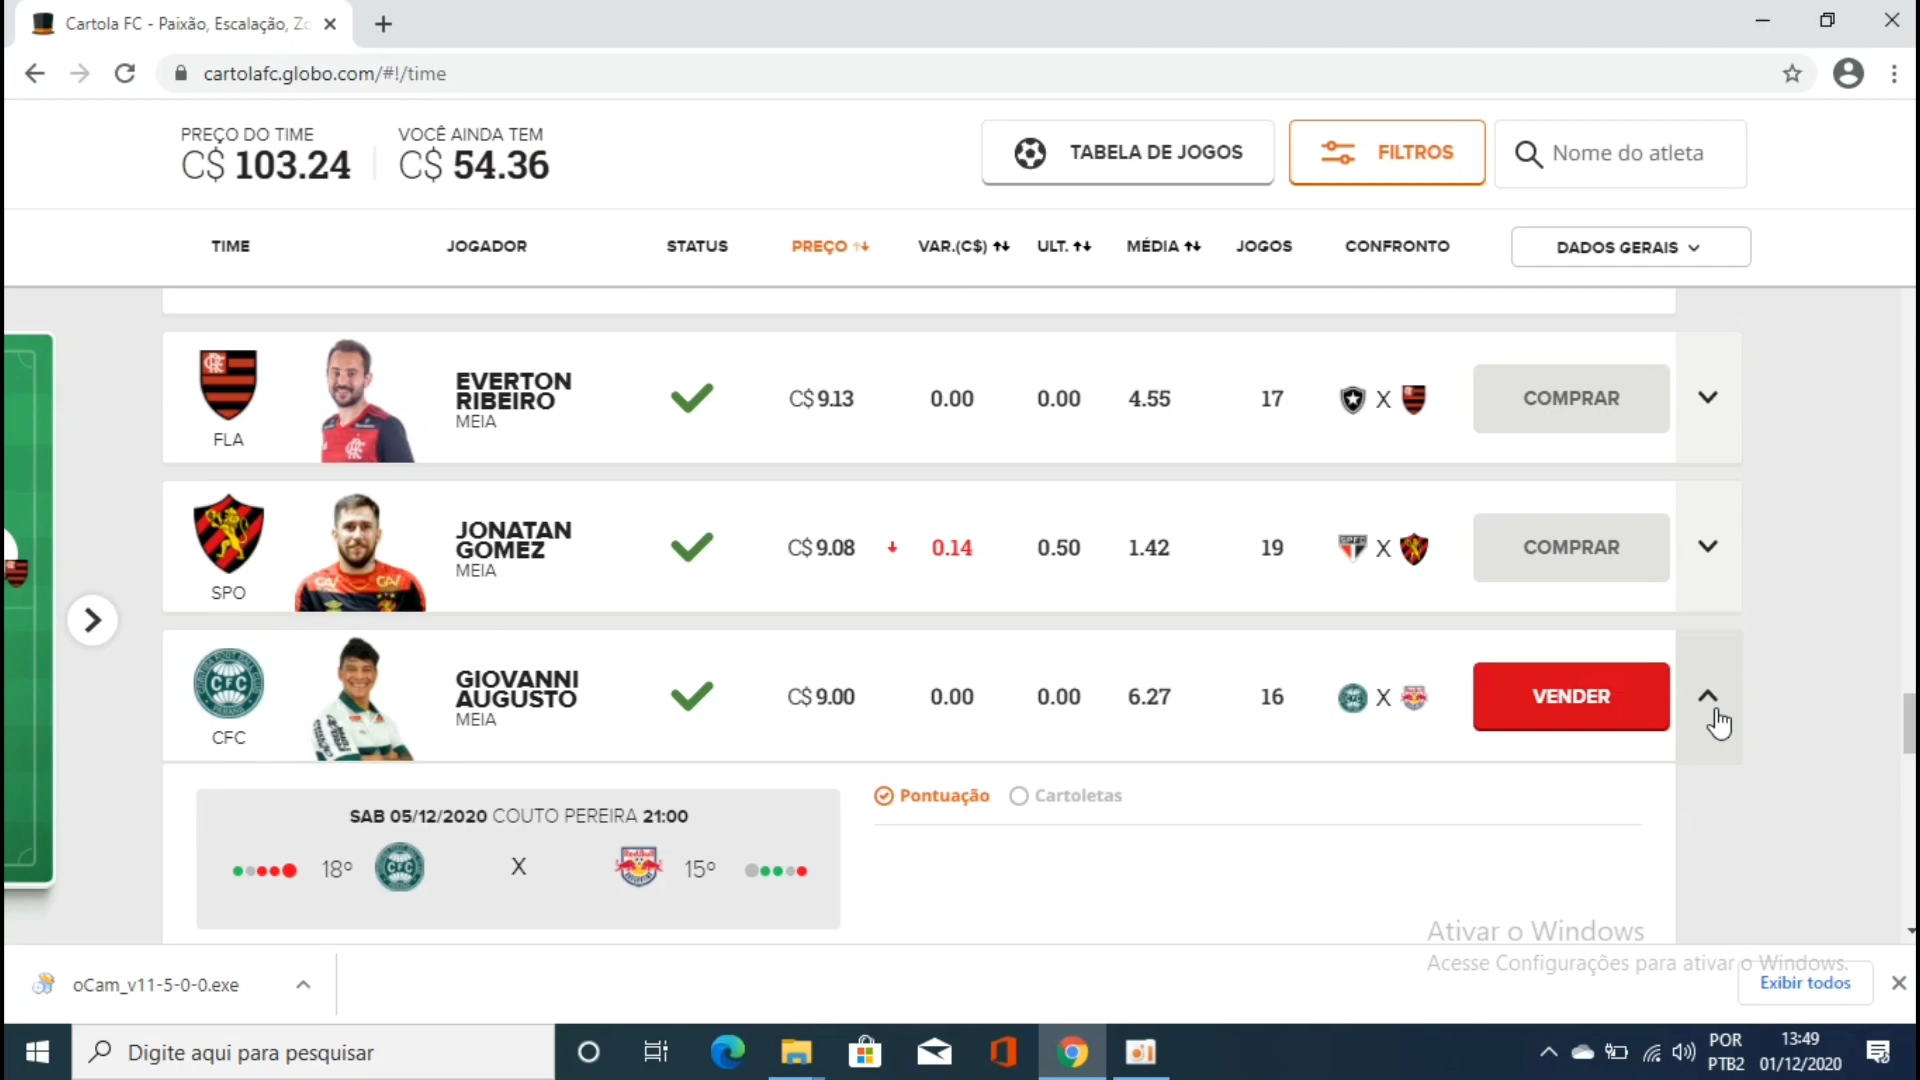 Cartola FC - Paixão, Escalação, Zo
cartolafc.globo.com/#!/time
PREÇO DO TIME
C$ 103.24
VOCÊ AINDA TEM
C$ 54.36
TABELA DE JOGOS
FILTROS
Nome do atleta
TIME JOGADOR STATUS PREÇO VAR.(C$) ULT. MÉDIA JOGOS CONFRONTO DADOS GERAIS
FLA
EVERTON
RIBEIRO
MEIA
C$ 9.13 0.00 0.00 4.55 17 X COMPRAR
SPO
JONATAN
GOMEZ
MEIA
C$ 9.08 0.14 0.50 1.42 19 X COMPRAR
CFC
GIOVANNI
AUGUSTO
MEIA
C$ 9.00 0.00 0.00 6.27 16 X VENDER
SAB 05/12/2020 COUTO PEREIRA 21:00
18º X 15º
Pontuação Cartoletas
Ativar o Windows
Acesse Configurações para ativar o Windows.
oCam_v11-5-0-0.exe
Exibir todos
Digite aqui para pesquisar
POR
PTB2
13:49
01/12/2020